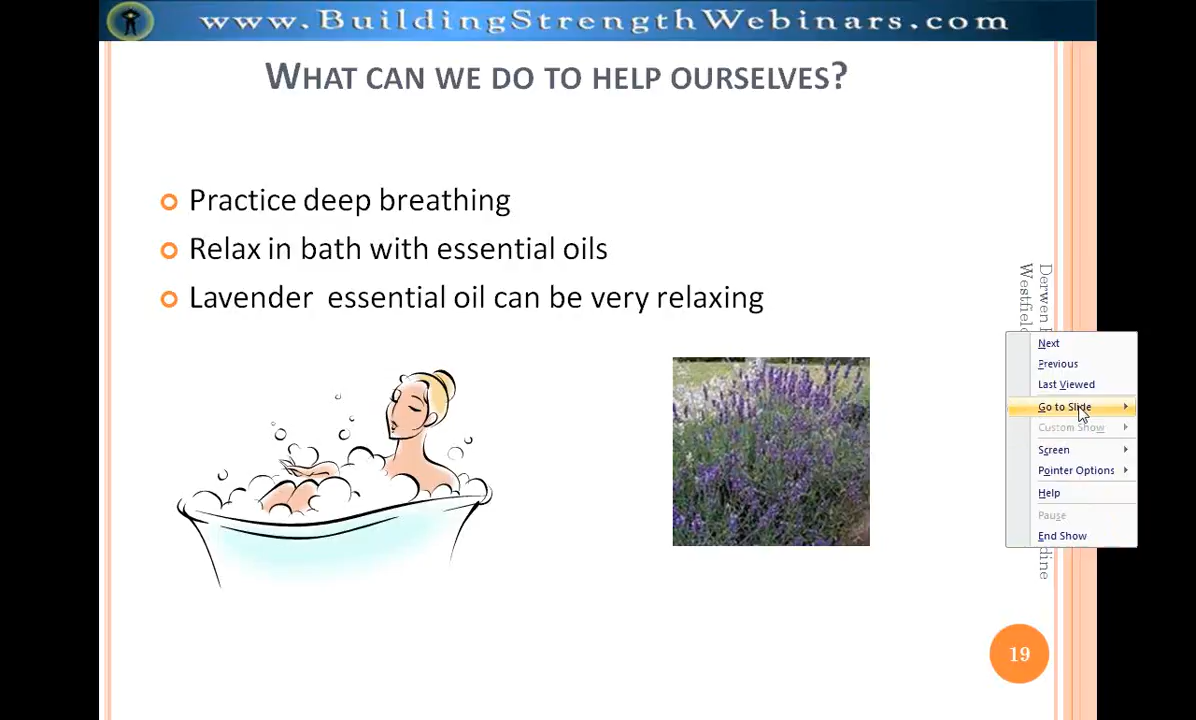 www.BuildingStrengthWebinars.com
WHAT CAN WE DO TO HELP OURSELVES?
Practice deep breathing
Relax in bath with essential oils
Lavender essential oil can be very relaxing
Derwen
Next
Previous
Last Viewed
Go to Slide
Custom Show
Screen
Pointer Options
Help
Pause
End Show
19